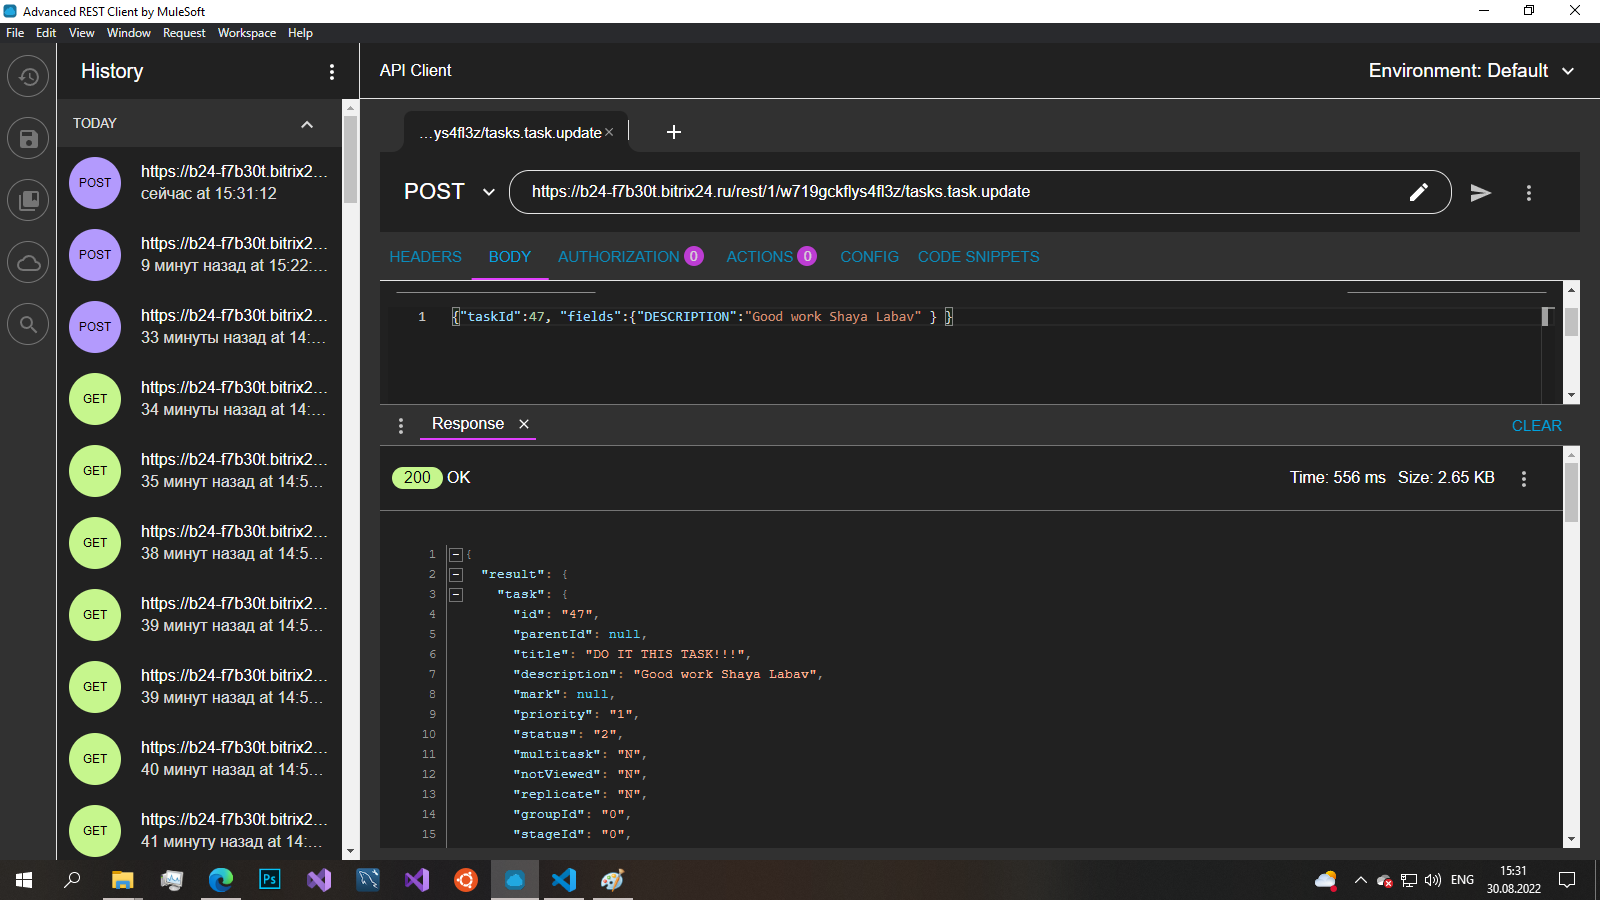 Advanced REST Client by MuleSoft
File Edit View Window Request Workspace Help
History
API Client
Environment: Default
TODAY
...ys4fl3z/tasks.task.update
POST
https://b24-f7b30t.bitrix24.ru/rest/1/w719gckflys4fl3z/tasks.task.update
HEADERS BODY AUTHORIZATION 0 ACTIONS 0 CONFIG CODE SNIPPETS
1 {"taskId":47, "fields":{"DESCRIPTION":"Good work Shaya Labav" } }
Response
CLEAR
200 OK
Time: 556 ms Size: 2.65 KB
1 {
2 "result": {
3 "task": {
4 "id": "47",
5 "parentId": null,
6 "title": "DO IT THIS TASK!!!",
7 "description": "Good work Shaya Labav",
8 "mark": null,
9 "priority": "1",
10 "status": "2",
11 "multitask": "N",
12 "notViewed": "N",
13 "replicate": "N",
14 "groupId": "0",
15 "stageId": "0",
POST https://b24-f7b30t.bitrix2...
сейчас at 15:31:12
POST https://b24-f7b30t.bitrix2...
9 минут назад at 15:22:...
POST https://b24-f7b30t.bitrix2...
33 минуты назад at 14:...
GET https://b24-f7b30t.bitrix2...
34 минуты назад at 14:...
GET https://b24-f7b30t.bitrix2...
35 минут назад at 14:5...
GET https://b24-f7b30t.bitrix2...
38 минут назад at 14:5...
GET https://b24-f7b30t.bitrix2...
39 минут назад at 14:5...
GET https://b24-f7b30t.bitrix2...
39 минут назад at 14:5...
GET https://b24-f7b30t.bitrix2...
40 минут назад at 14:5...
GET https://b24-f7b30t.bitrix2...
41 минуту назад at 14:...
Ps
ENG
15:31
30.08.2022